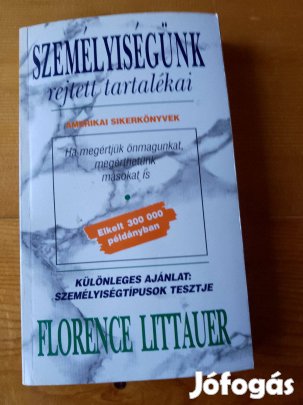 SZEMÉLYISÉGÜNK
rejtett tartalékai
AMERIKAI SIKERKÖNYVEK
Ha megértjük önmagunkat,
megérthetünk
másokat is
Elkelt 300 000
példányban
KÜLÖNLEGES AJÁNLAT:
SZEMÉLYISÉGTÍPUSOK TESZTJE
FLORENCE LITTAUER
Jófogás